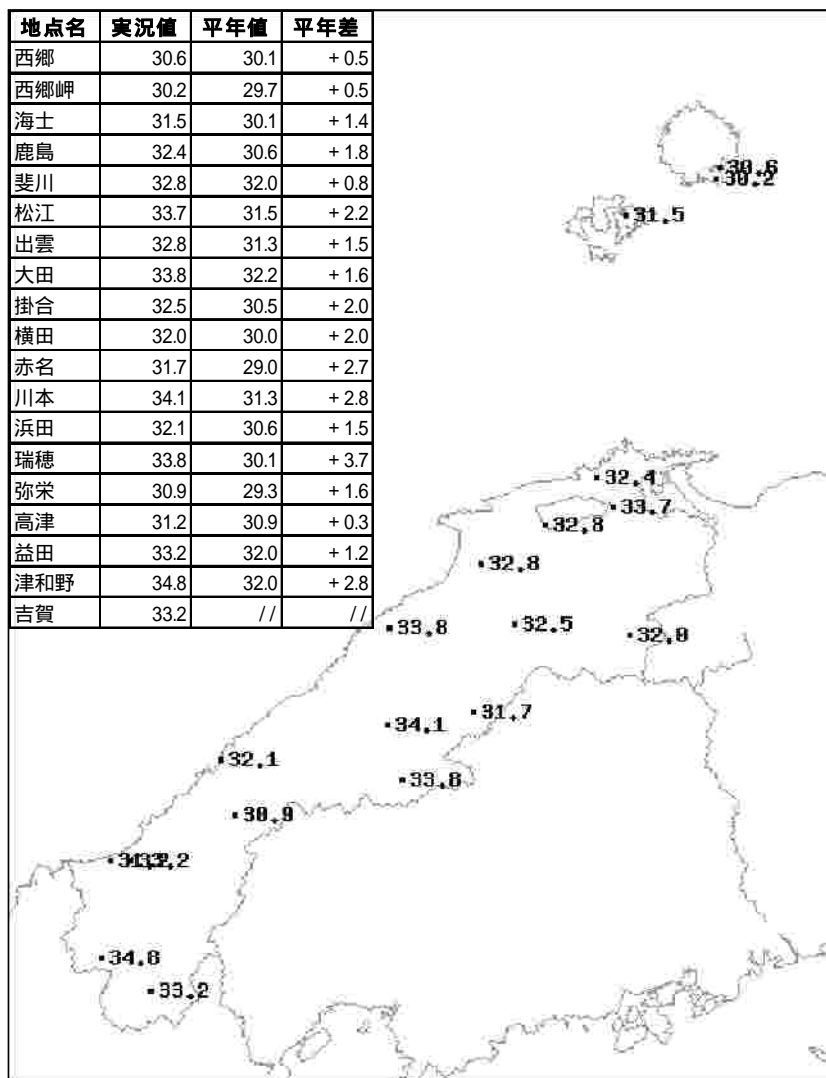 地点名 実況値 平年値 平年差
西郷 30.6 30.1 +0.5
西郷岬 30.2 29.7 +0.5
海士 31.5 30.1 +1.4
鹿島 32.4 30.6 +1.8
斐川 32.8 32.0 +0.8
松江 33.7 31.5 +2.2
出雲 32.8 31.3 +1.5
大田 33.8 32.2 +1.6
掛合 32.5 30.5 +2.0
横田 32.0 30.0 +2.0
赤名 31.7 29.0 +2.7
川本 34.1 31.3 +2.8
浜田 32.1 30.6 +1.5
瑞穂 33.8 30.1 +3.7
弥栄 30.9 29.3 +1.6
高津 31.2 30.9 +0.3
益田 33.2 32.0 +1.2
津和野 34.8 32.0 +2.8
吉賀 33.2 // //
30.6
30.2
31.5
32.4
33.7
32.8
32.8
33.8
32.5
32.0
31.7
34.1
32.1
33.8
30.9
34.8
33.2